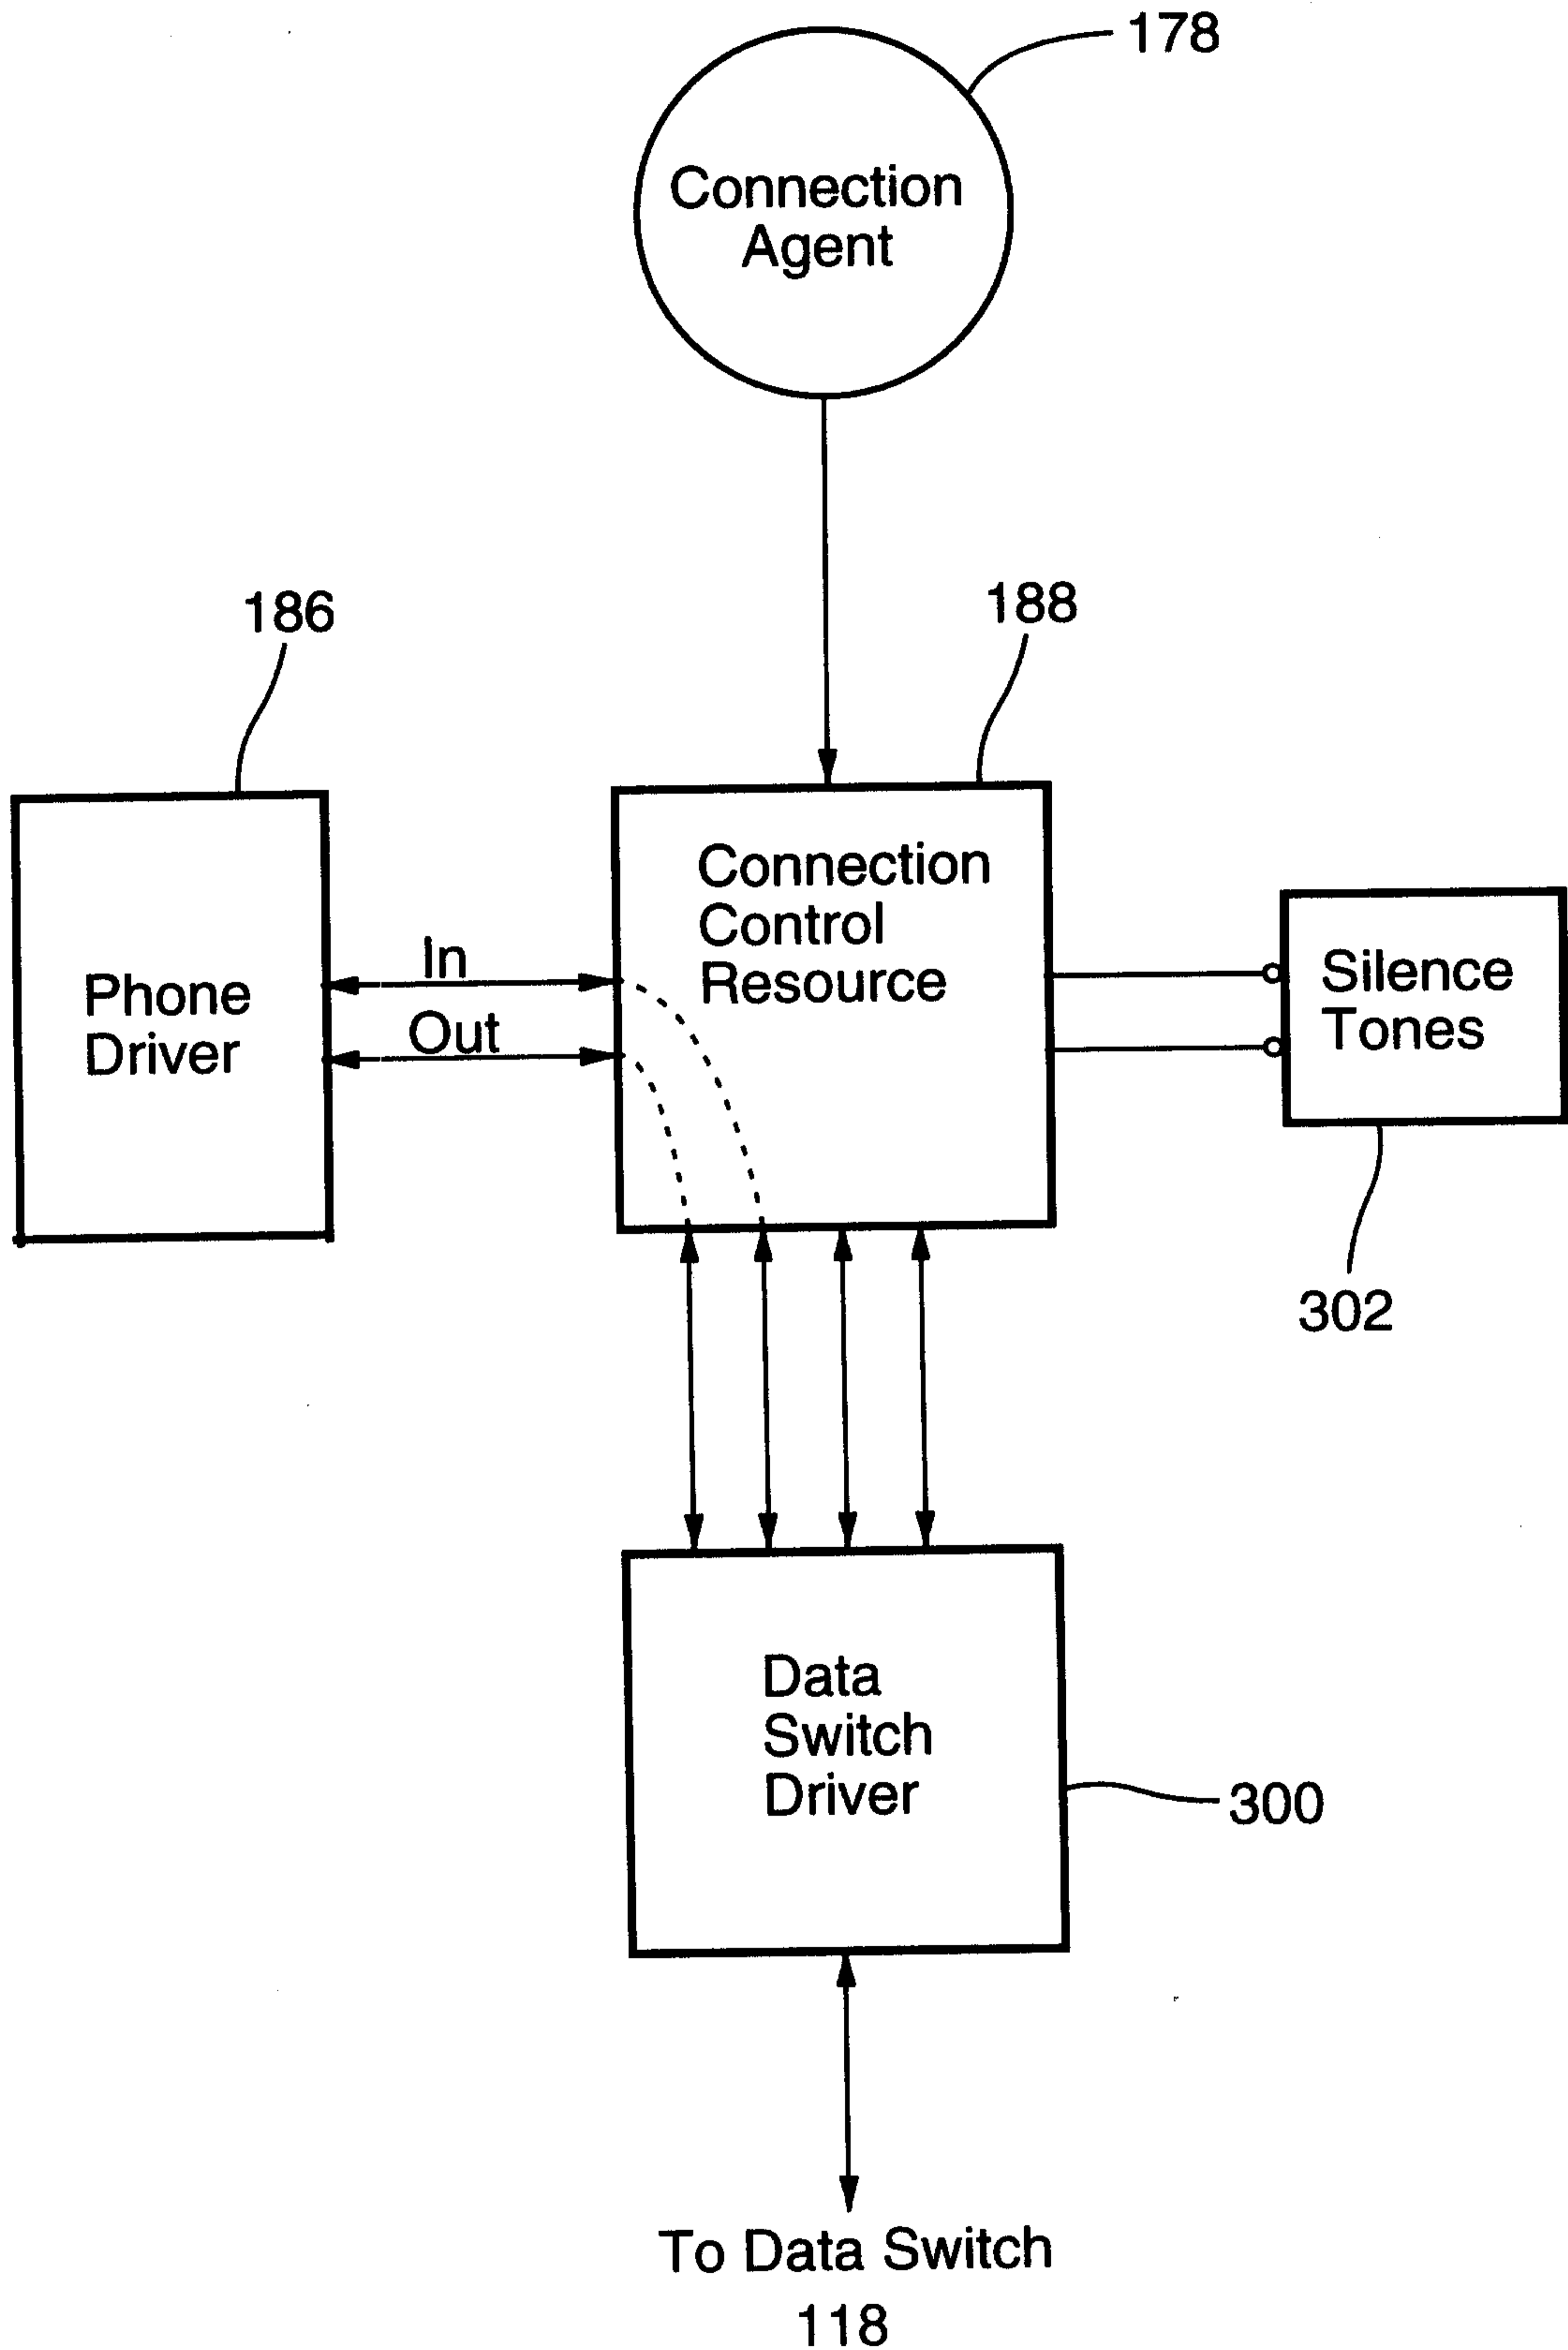 178
Connection
Agent
186
188
Connection
Control
Resource
In
Out
Phone
Driver
Silence
Tones
302
Data
Switch
Driver
300
To Data Switch
118